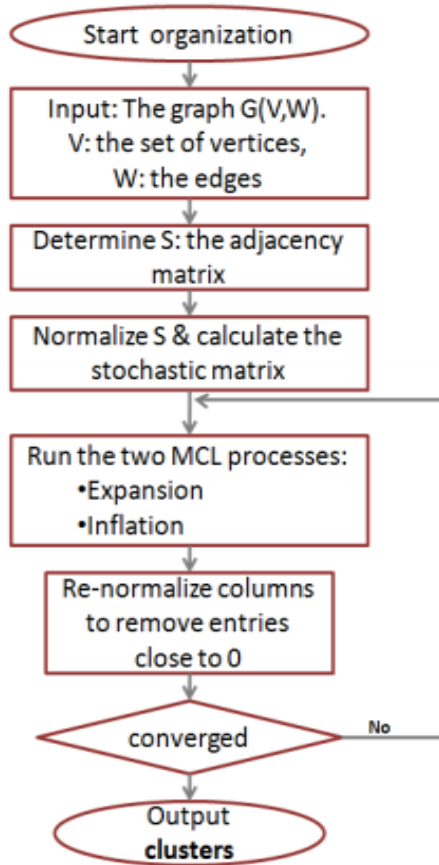 Start organization
Input: The graph G(V,W).
V: the set of vertices,
W: the edges
Determine S: the adjacency
matrix
Normalize S & calculate the
stochastic matrix
Run the two MCL processes:
•Expansion
•Inflation
Re-normalize columns
to remove entries
close to 0
converged
No
Output
clusters